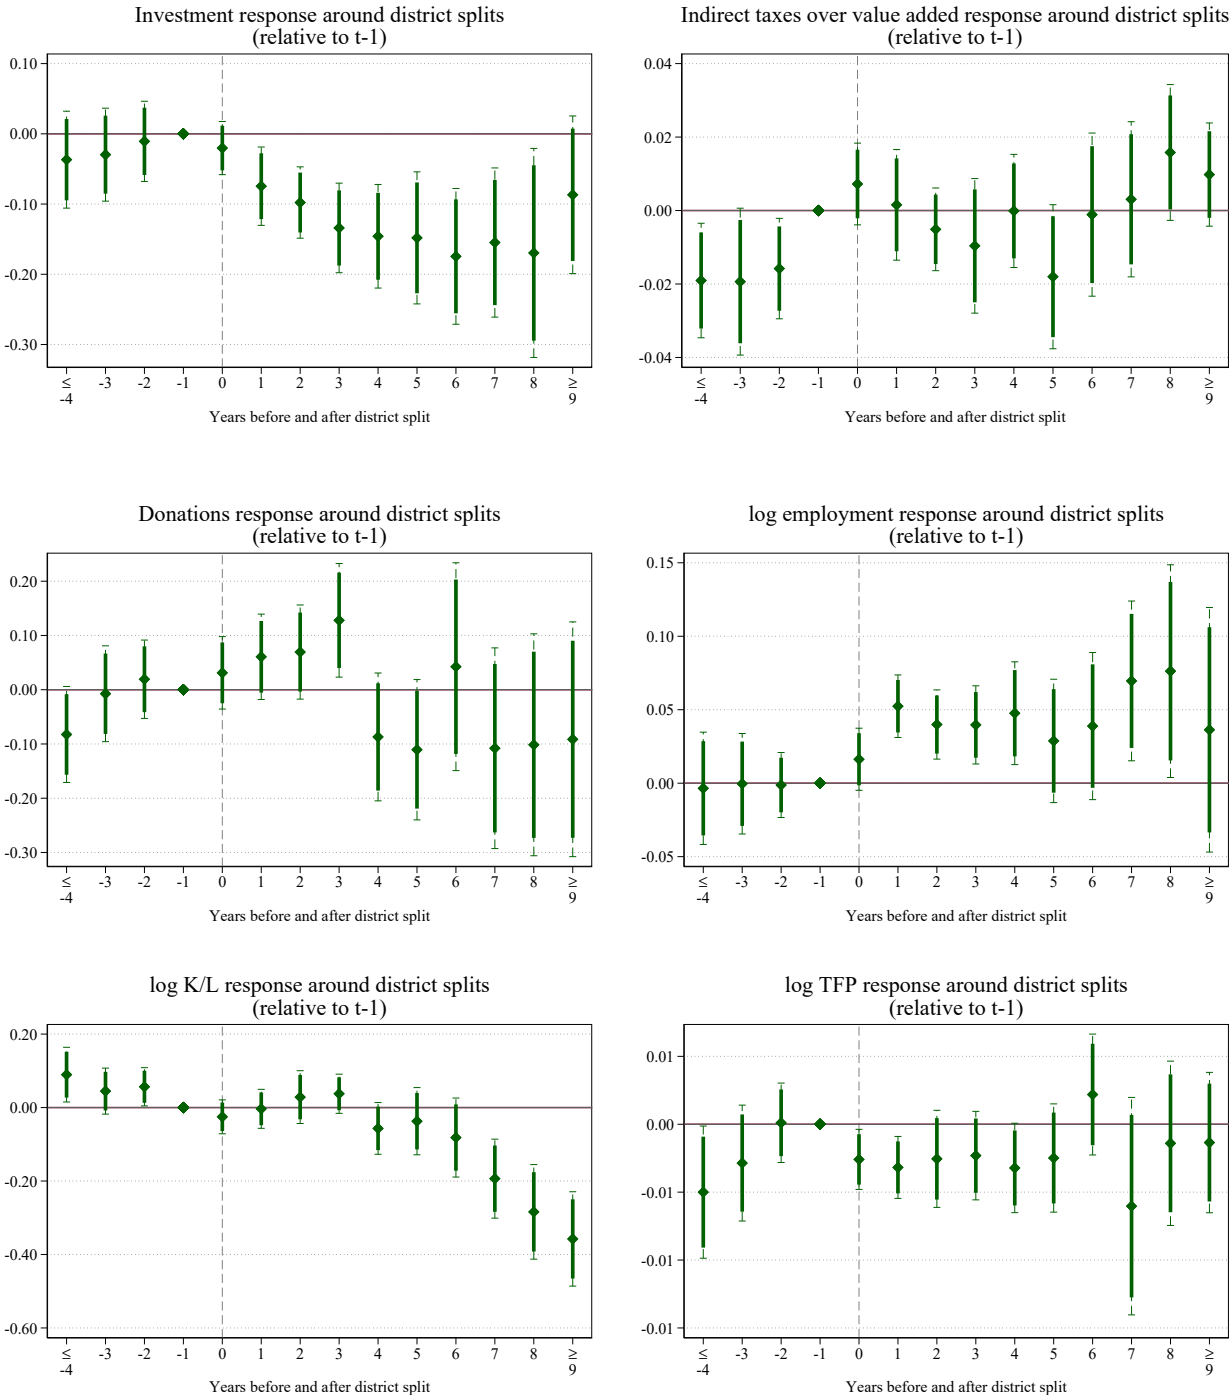 Investment response around district splits
(relative to t-1)
0.10
0.00
-0.10
-0.20
-0.30
≤ -3 -2 -1 0 1 2 3 4 5 6 7 8 ≥
-4 9
Years before and after district split
Indirect taxes over value added response around district splits
(relative to t-1)
0.04
0.02
0.00
-0.02
-0.04
≤ -3 -2 -1 0 1 2 3 4 5 6 7 8 ≥
-4 9
Years before and after district split
Donations response around district splits
(relative to t-1)
0.20
0.10
0.00
-0.10
-0.20
-0.30
≤ -3 -2 -1 0 1 2 3 4 5 6 7 8 ≥
-4 9
Years before and after district split
log employment response around district splits
(relative to t-1)
0.15
0.10
0.05
0.00
-0.05
≤ -3 -2 -1 0 1 2 3 4 5 6 7 8 ≥
-4 9
Years before and after district split
log K/L response around district splits
(relative to t-1)
0.20
0.00
-0.20
-0.40
-0.60
≤ -3 -2 -1 0 1 2 3 4 5 6 7 8 ≥
-4 9
Years before and after district split
log TFP response around district splits
(relative to t-1)
0.01
0.00
-0.01
-0.01
-0.01
≤ -3 -2 -1 0 1 2 3 4 5 6 7 8 ≥
-4 9
Years before and after district split